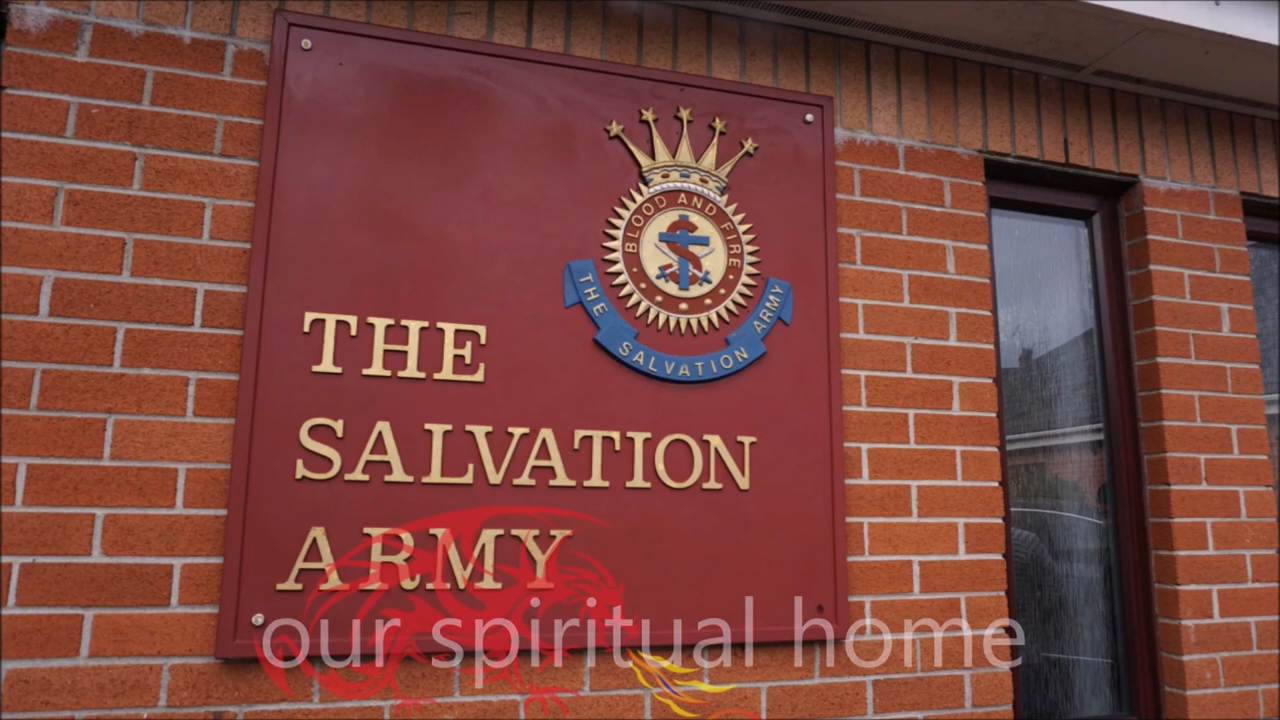 BLOOD AND FIRE
THE SALVATION ARMY
THE
SALVATION
ARMY
our spiritual home